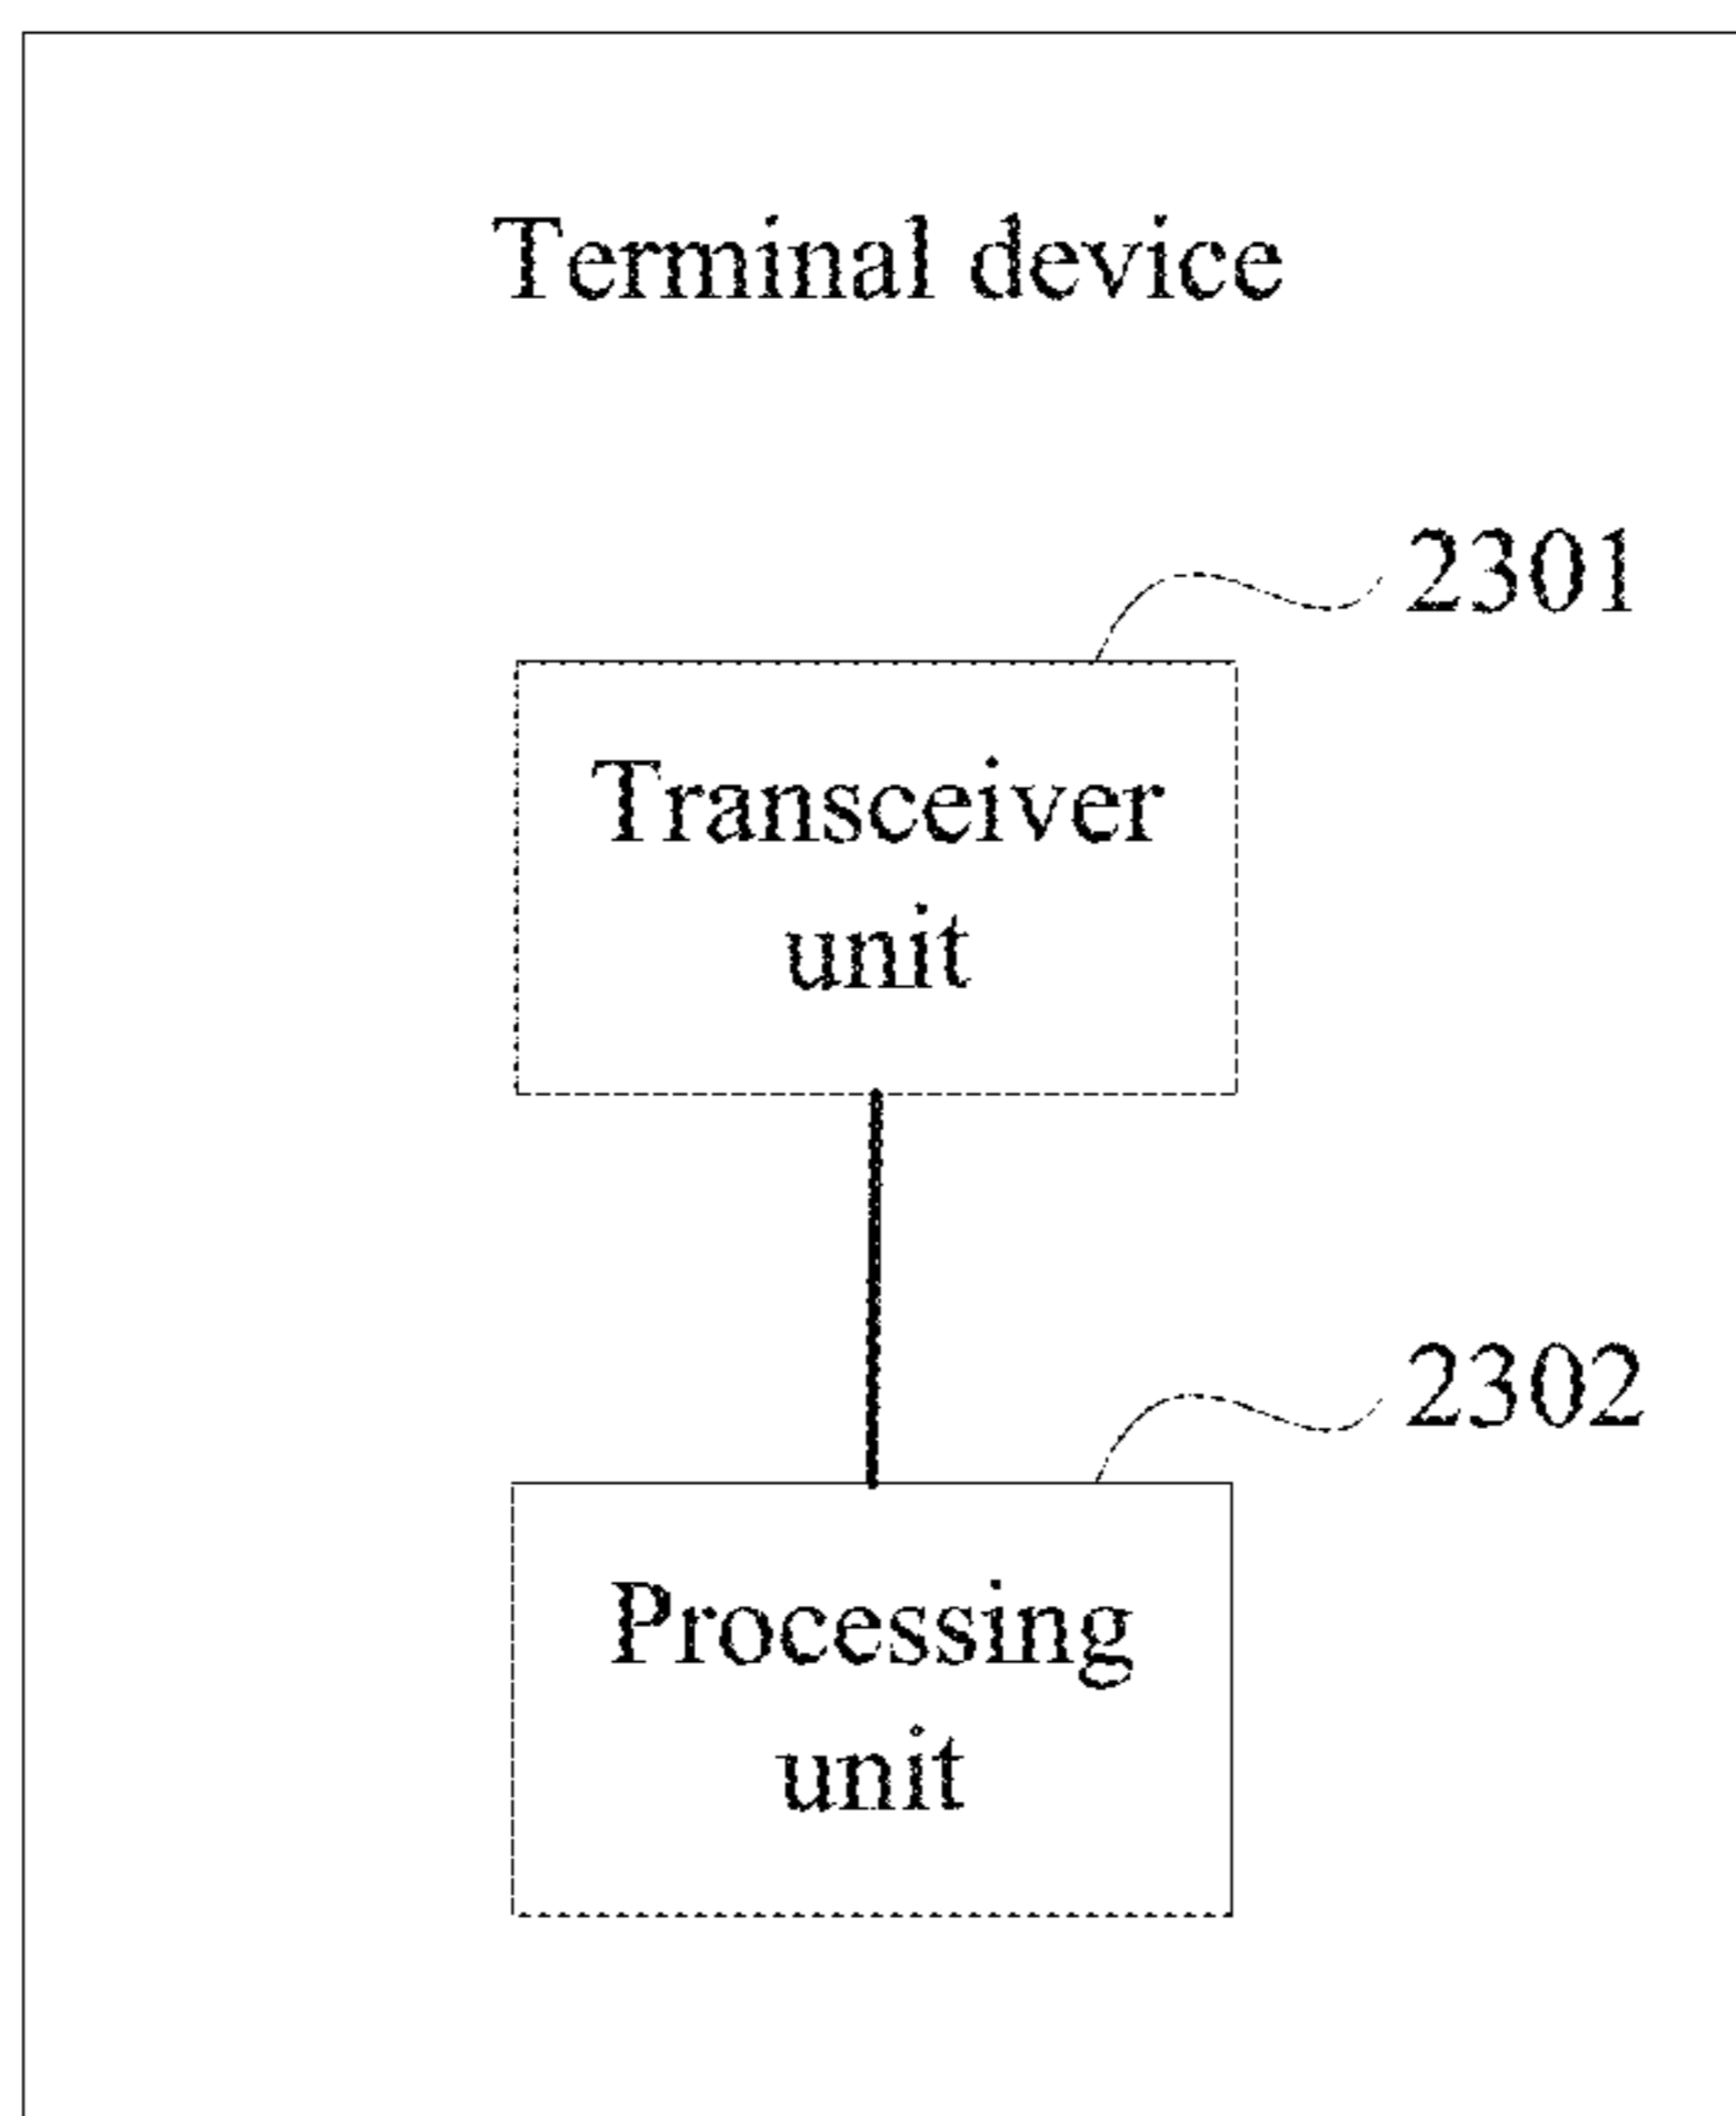 Terminal device
2301
Transceiver
unit
2302
Processing
unit